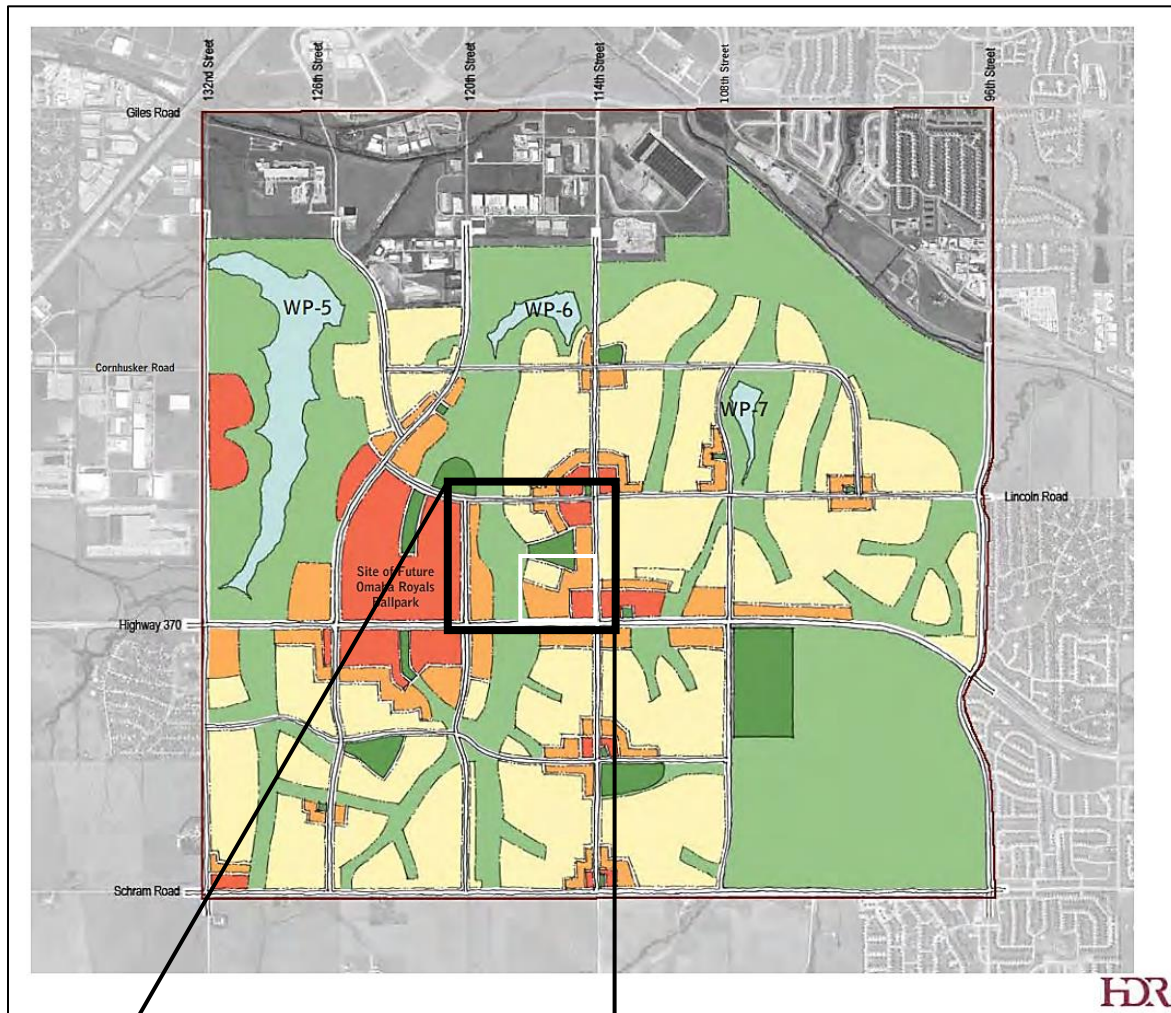 132nd Street
126th Street
120th Street
114th Street
108th Street
96th Street
Giles Road
WP-5
WP-6
Cornhusker Road
WP-7
Lincoln Road
Site of Future
Omaha Royals
Ballpark
Highway 370
Schram Road
HDR